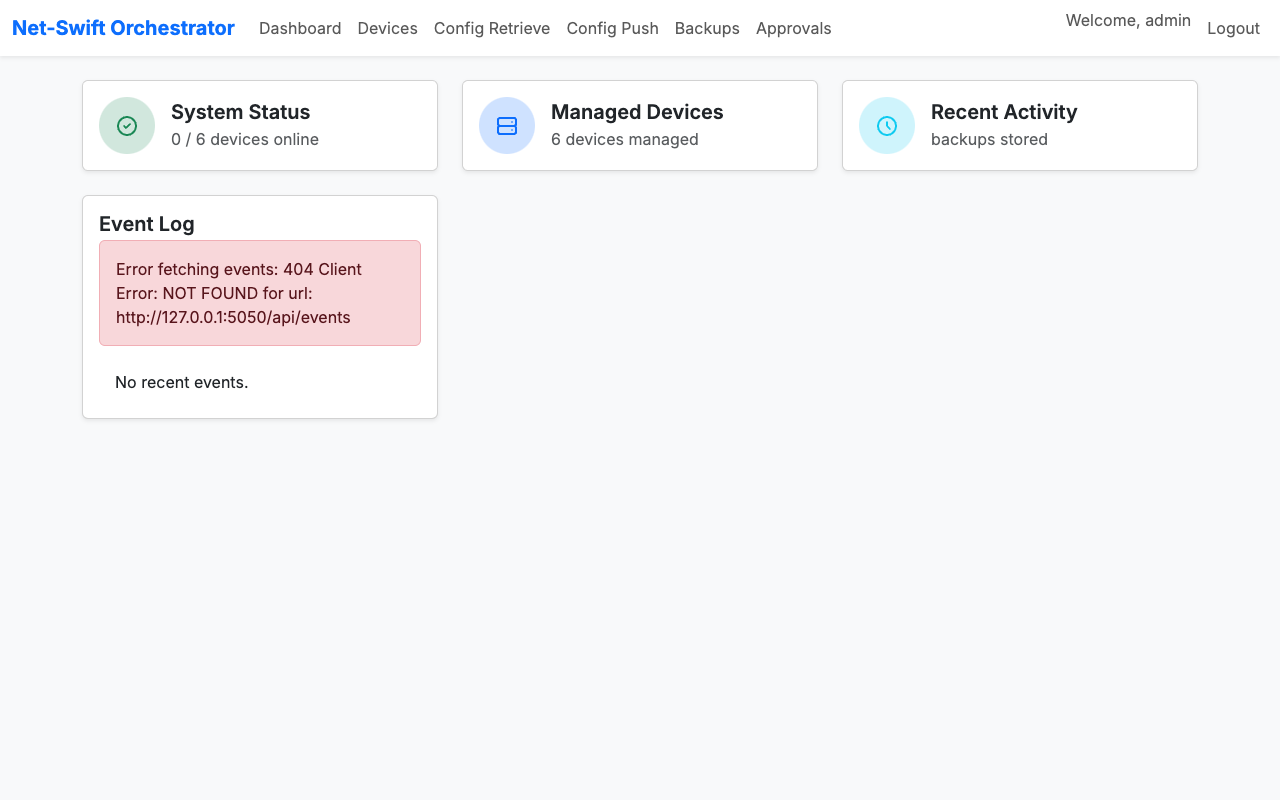 Net-Swift Orchestrator Dashboard Devices Config Retrieve Config Push Backups Approvals Welcome, admin Logout
System Status
0 / 6 devices online
Managed Devices
6 devices managed
Recent Activity
backups stored
Event Log
Error fetching events: 404 Client
Error: NOT FOUND for url:
http://127.0.0.1:5050/api/events
No recent events.